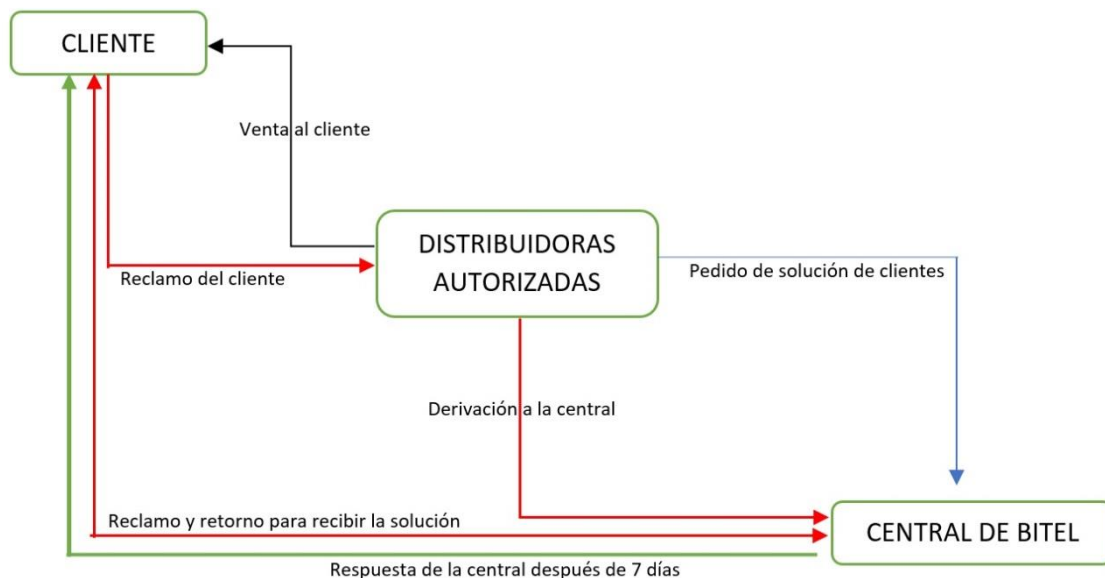 CLIENTE
Venta al cliente
DISTRIBUIDORAS
AUTORIZADAS
Pedido de solución de clientes
Reclamo del cliente
Derivación a la central
Reclamo y retorno para recibir la solución
CENTRAL DE BITEL
Respuesta de la central después de 7 días